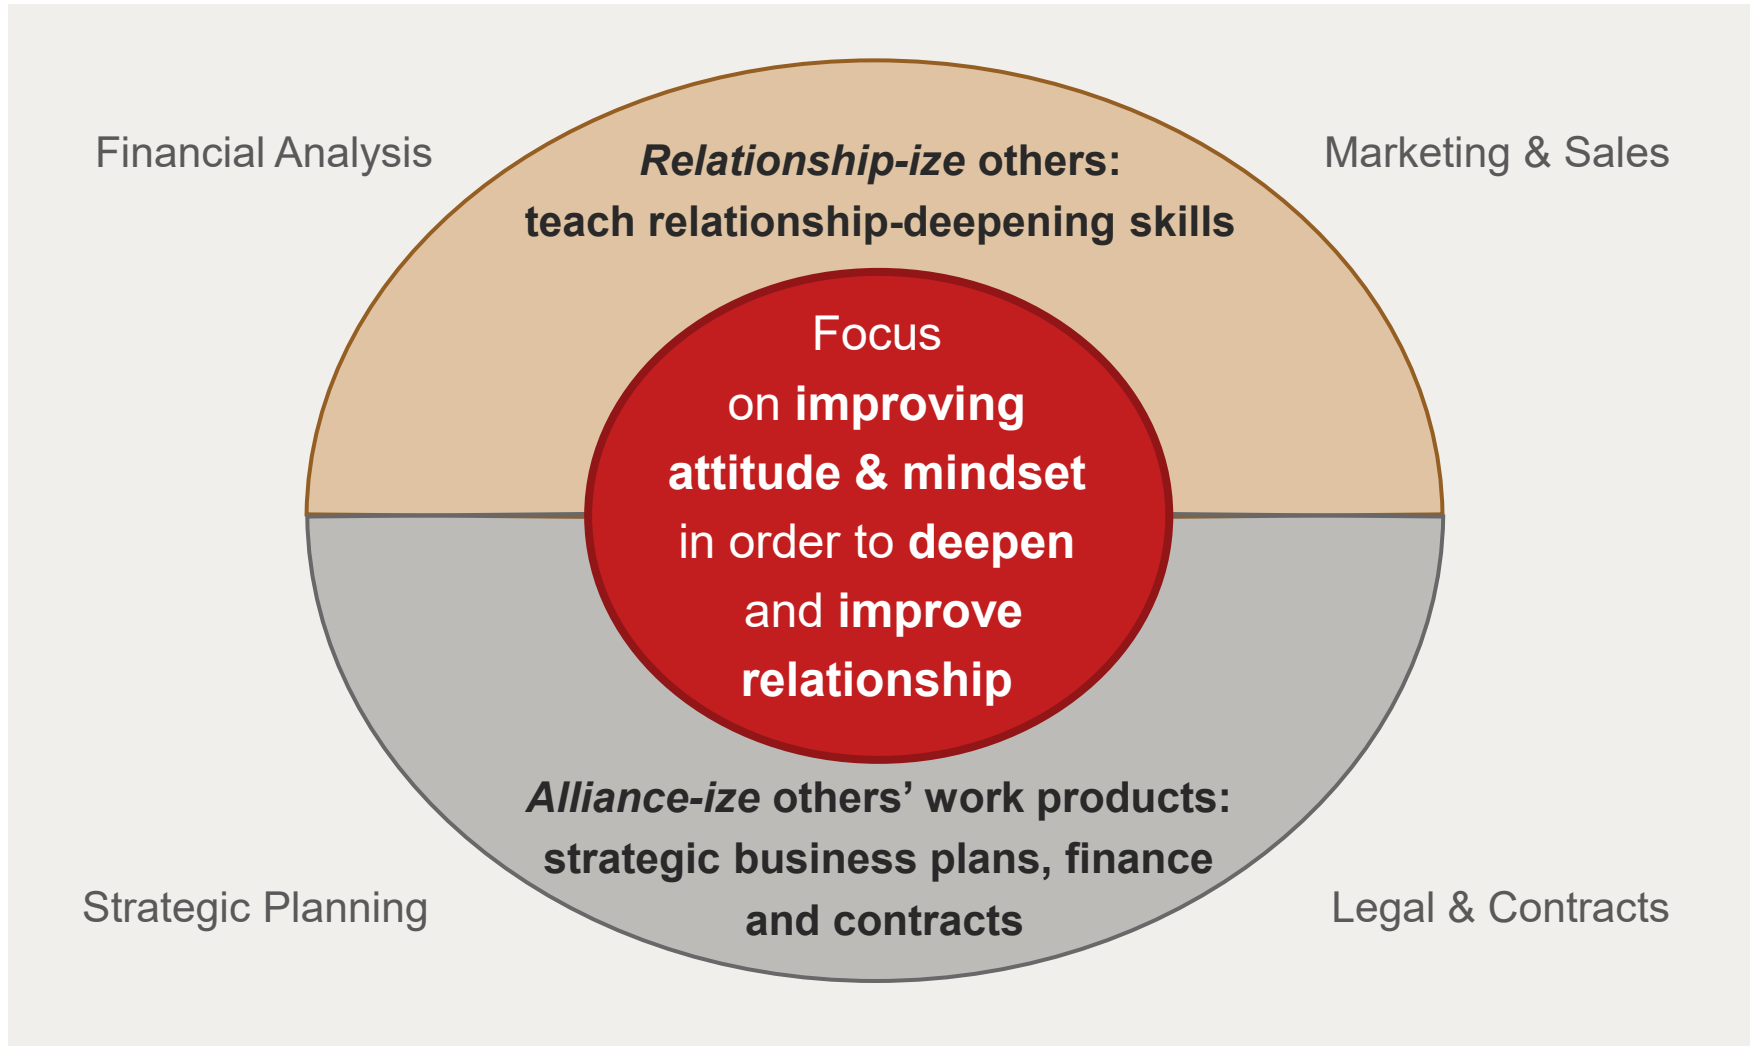 Financial Analysis
Marketing & Sales
Relationship-ize others:
teach relationship-deepening skills
Focus
on improving
attitude & mindset
in order to deepen
and improve
relationship
Alliance-ize others’ work products:
strategic business plans, finance
and contracts
Strategic Planning
Legal & Contracts